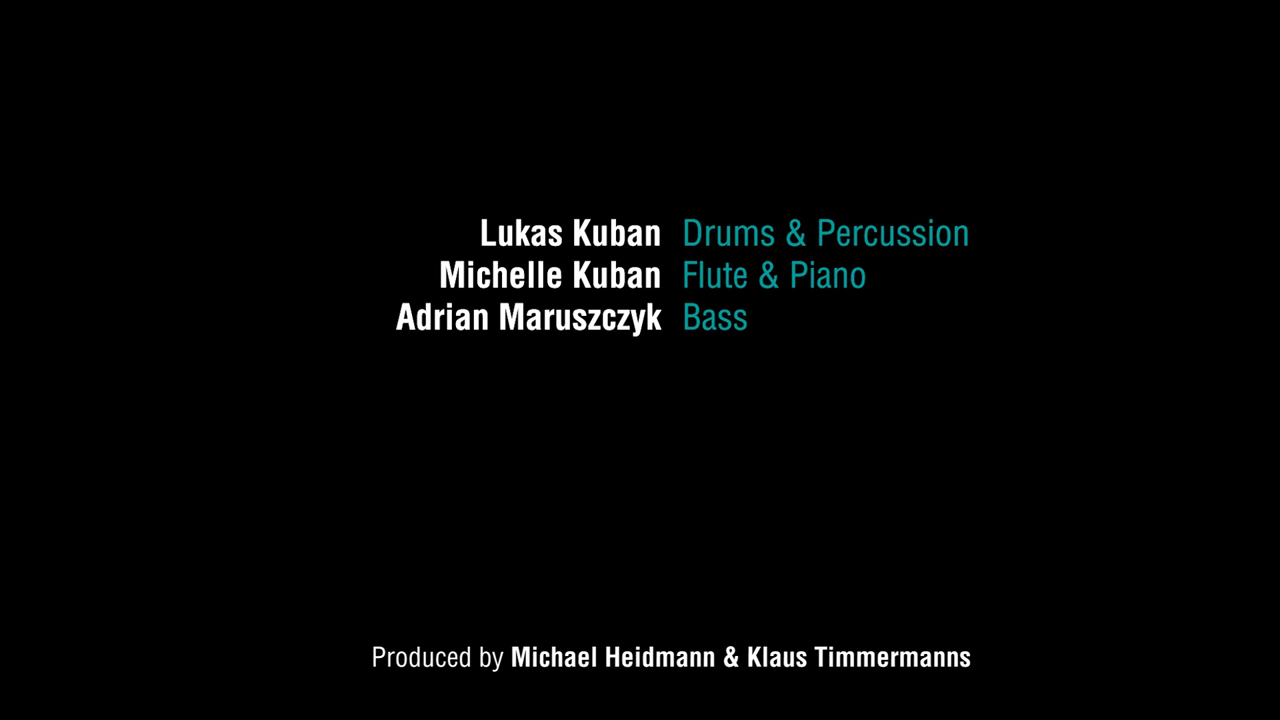 Lukas Kuban Drums & Percussion
Michelle Kuban Flute & Piano
Adrian Maruszczyk Bass
Produced by Michael Heidmann & Klaus Timmermanns